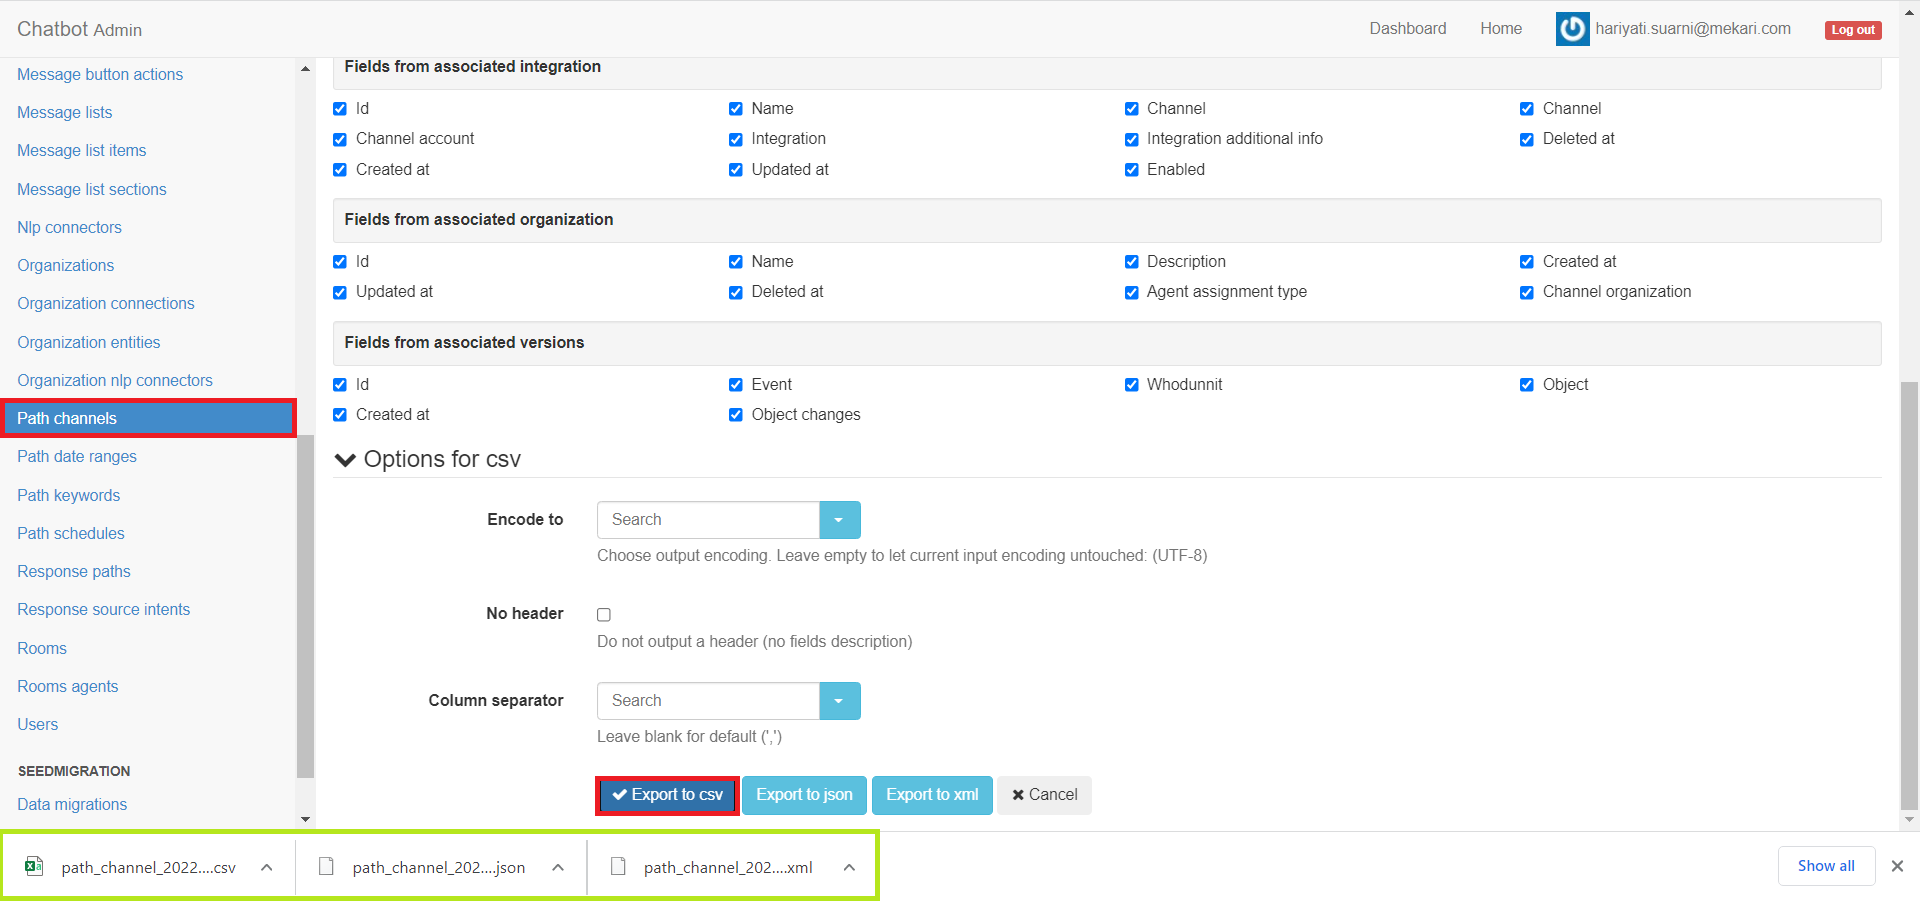 Chatbot Admin
Dashboard
Home
hariyati.suarni@mekari.com
Log out
Message button actions
Message lists
Message list items
Message list sections
Nlp connectors
Organizations
Organization connections
Organization entities
Organization nlp connectors
Path channels
Path date ranges
Path keywords
Path schedules
Response paths
Response source intents
Rooms
Rooms agents
Users
SEEDMIGRATION
Data migrations
Fields from associated integration
Id Name Channel Channel
Channel account Integration Integration additional info Deleted at
Created at Updated at Enabled
Fields from associated organization
Id Name Description Created at
Updated at Deleted at Agent assignment type Channel organization
Fields from associated versions
Id Event Whodunnit Object
Created at Object changes
Options for csv
Encode to Search
Choose output encoding. Leave empty to let current input encoding untouched: (UTF-8)
No header
Do not output a header (no fields description)
Column separator Search
Leave blank for default (',')
Export to csv Export to json Export to xml Cancel
path_channel_2022....csv path_channel_202....json path_channel_202....xml Show all